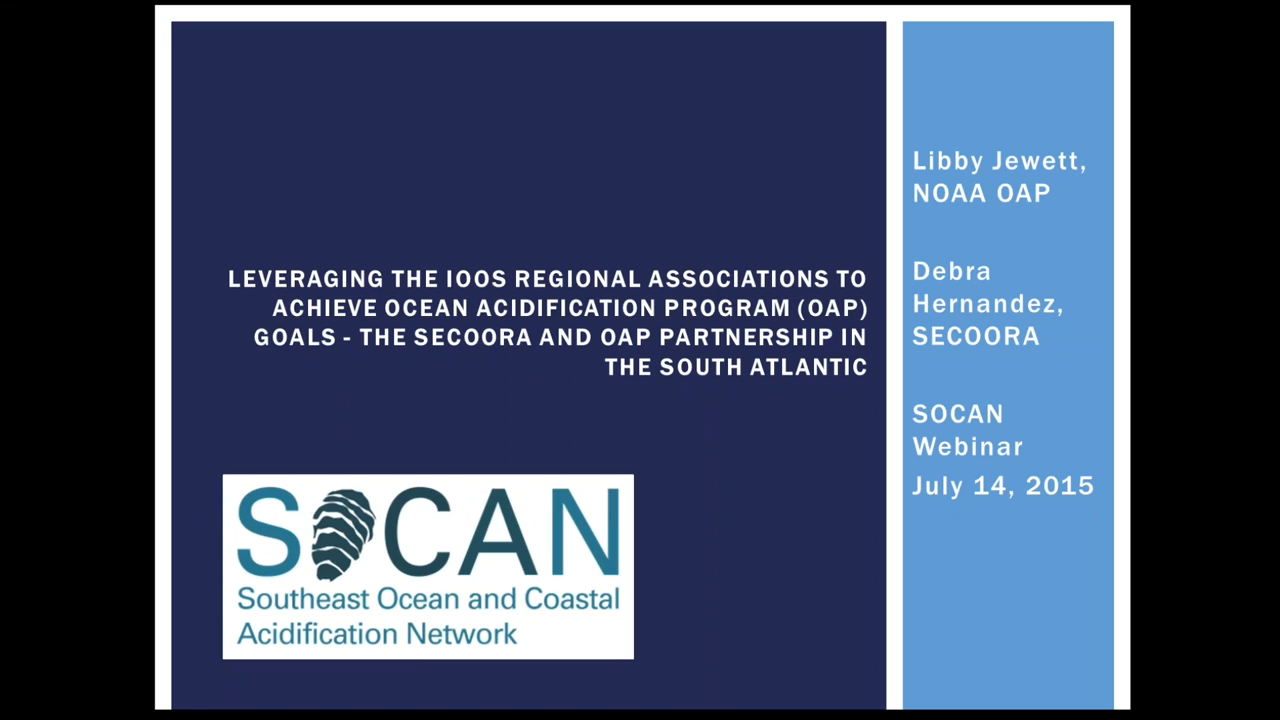 LEVERAGING THE IOOS REGIONAL ASSOCIATIONS TO
ACHIEVE OCEAN ACIDIFICATION PROGRAM (OAP)
GOALS - THE SECOORA AND OAP PARTNERSHIP IN
THE SOUTH ATLANTIC
SOCAN
Southeast Ocean and Coastal
Acidification Network
Libby Jewett,
NOAA OAP
Debra
Hernandez,
SECOORA
SOCAN
Webinar
July 14, 2015